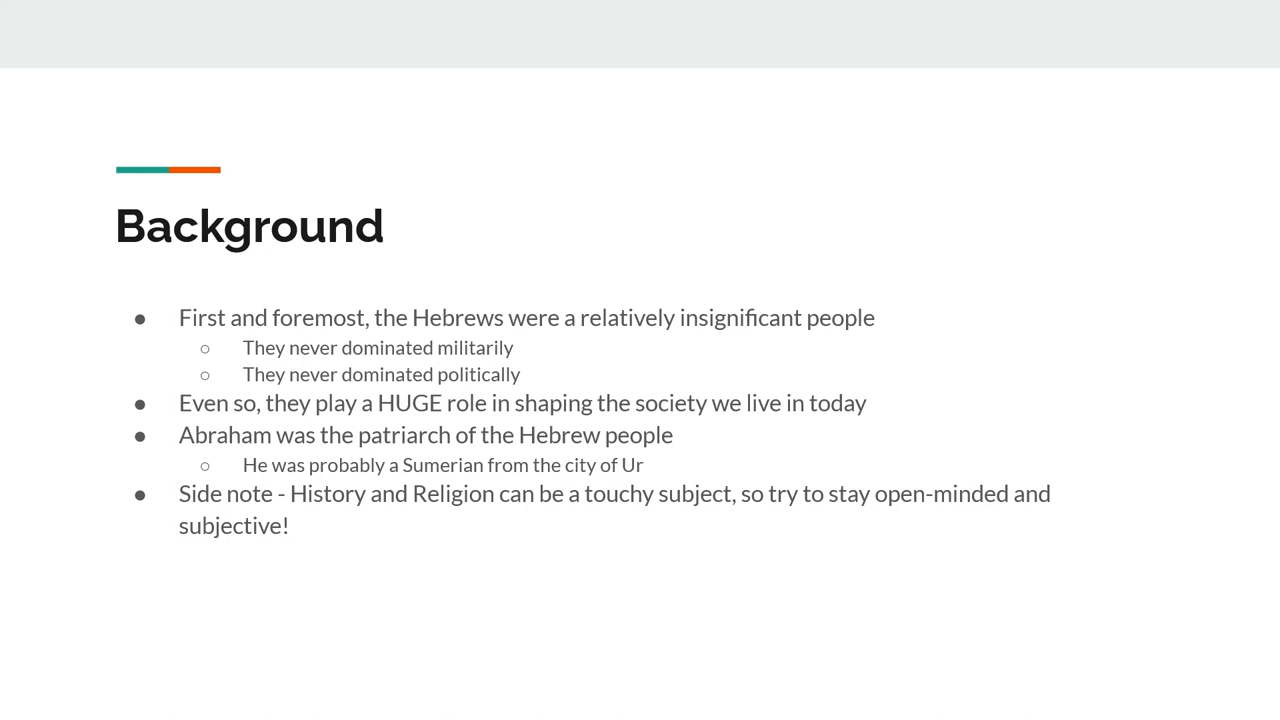 Background
● First and foremost, the Hebrews were a relatively insignificant people
○ They never dominated militarily
○ They never dominated politically
● Even so, they play a HUGE role in shaping the society we live in today
● Abraham was the patriarch of the Hebrew people
○ He was probably a Sumerian from the city of Ur
● Side note - History and Religion can be a touchy subject, so try to stay open-minded and
subjective!